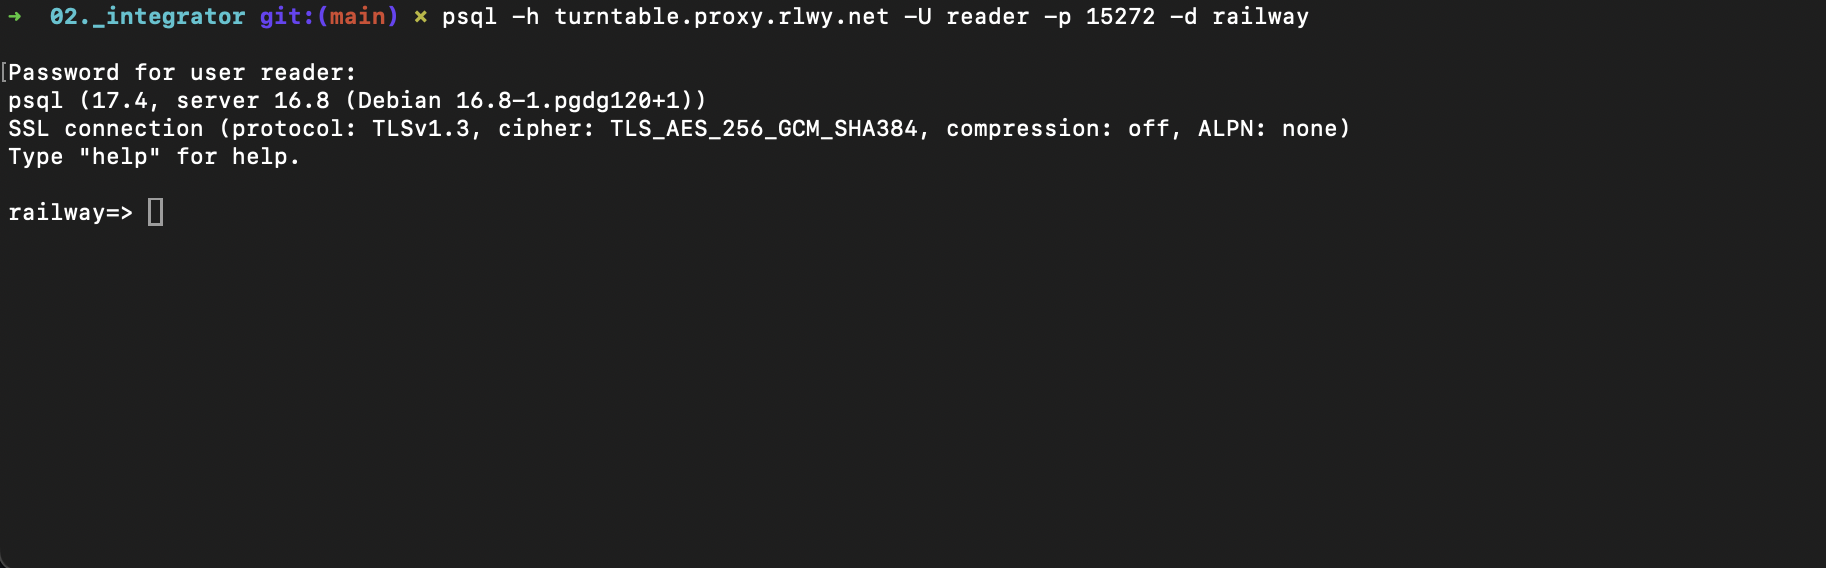 ➜  02._integrator git:(main) ✗ psql -h turntable.proxy.rlwy.net -U reader -p 15272 -d railway
[Password for user reader:
psql (17.4, server 16.8 (Debian 16.8-1.pgdg120+1))
SSL connection (protocol: TLSv1.3, cipher: TLS_AES_256_GCM_SHA384, compression: off, ALPN: none)
Type "help" for help.
railway=>